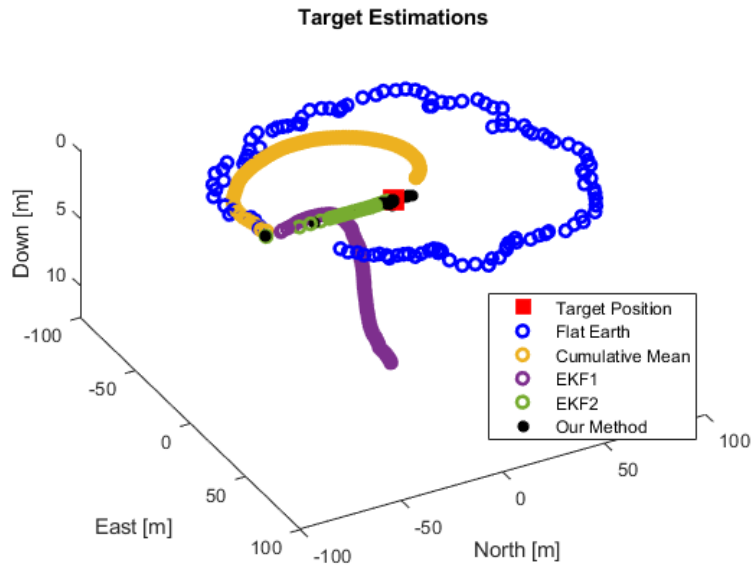 Target Estimations
0
5
10
Down [m]
-100
-50
0
50
100
East [m]
-100
-50
0
50
100
North [m]
Target Position
Flat Earth
Cumulative Mean
EKF1
EKF2
Our Method